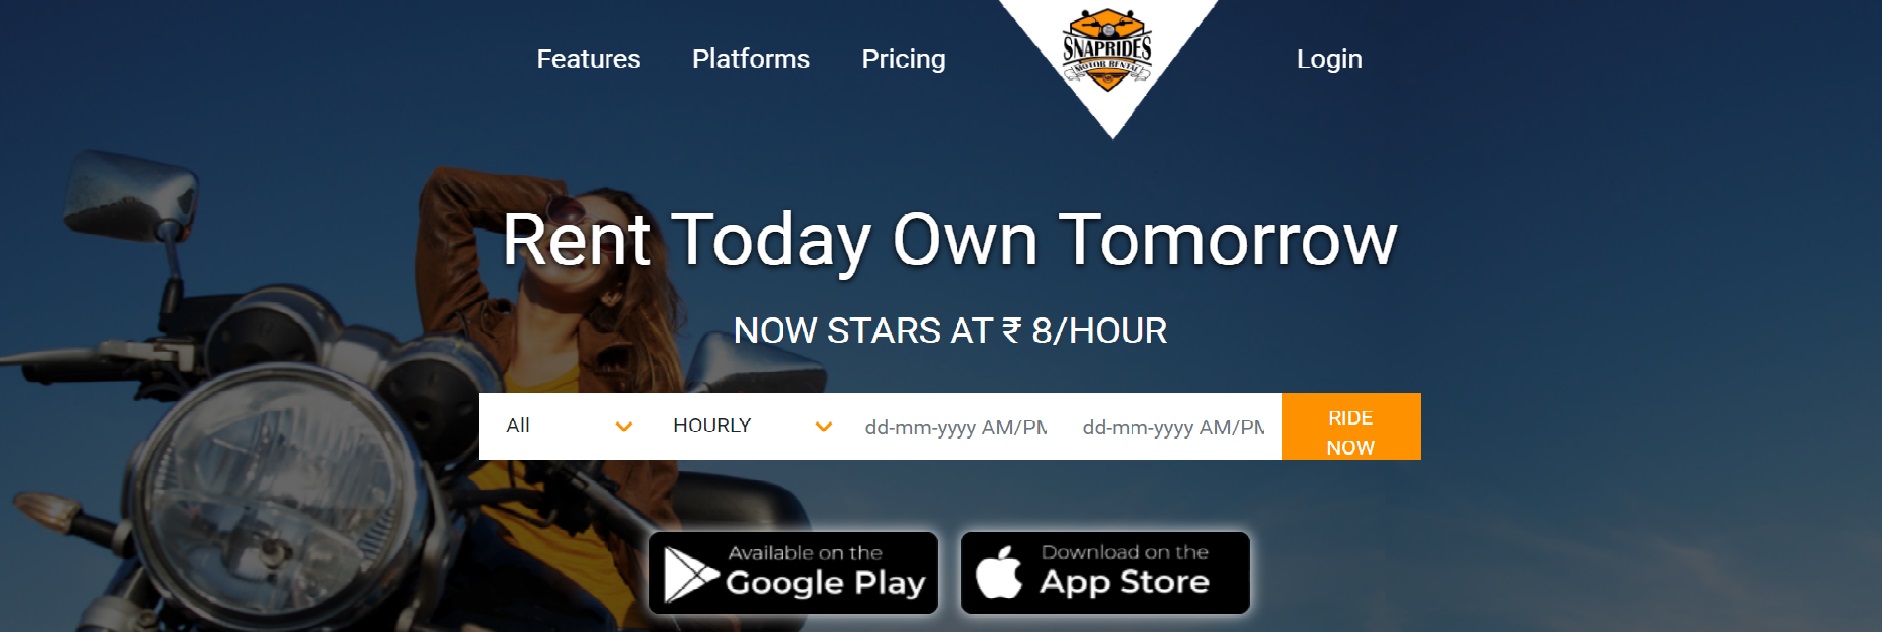 Features Platforms Pricing
SNAPRIDES
MOTOR RENTAL
Login
Rent Today Own Tomorrow
NOW STARS AT ₹ 8/HOUR
All HOURLY dd-mm-yyyy AM/PM dd-mm-yyyy AM/PM RIDE
NOW
Available on the
Google Play
Download on the
App Store